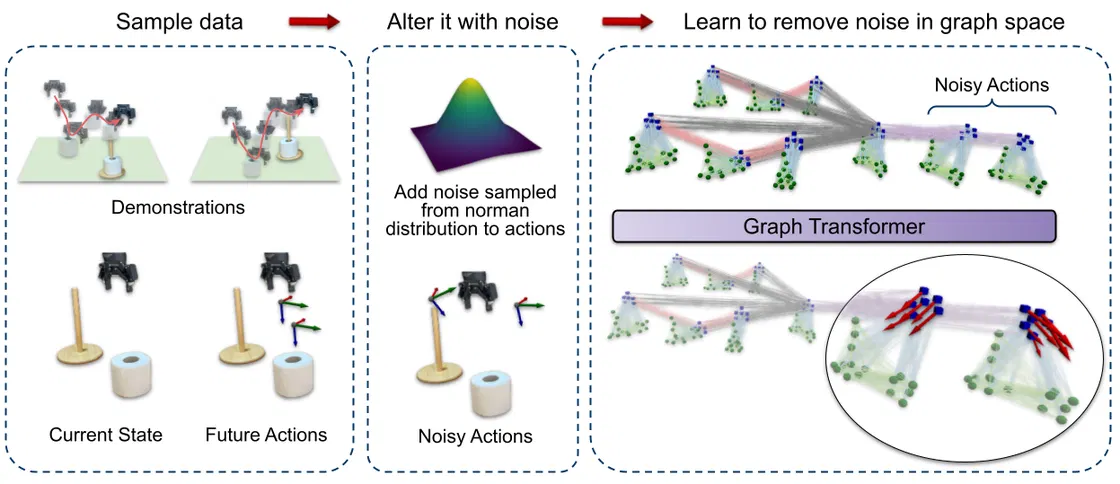 Sample data
Alter it with noise
Learn to remove noise in graph space
Demonstrations
Current State
Future Actions
Add noise sampled
from norman
distribution to actions
Noisy Actions
Noisy Actions
Graph Transformer